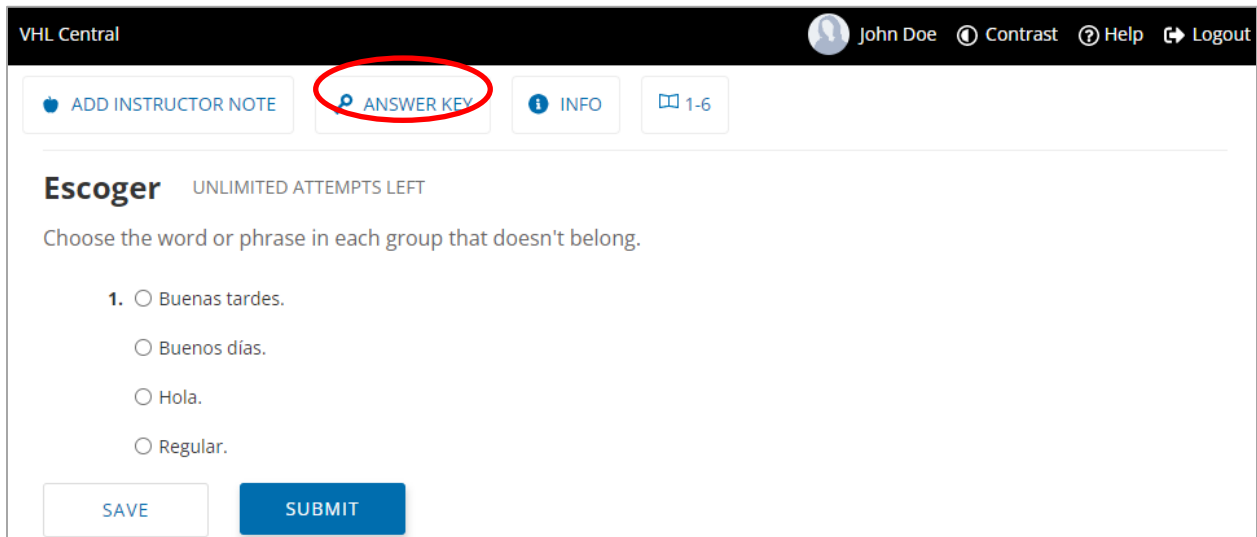 VHL Central John Doe Contrast Help Logout
ADD INSTRUCTOR NOTE ANSWER KEY INFO 1-6
Escoger UNLIMITED ATTEMPTS LEFT
Choose the word or phrase in each group that doesn't belong.
1. Buenas tardes.
Buenos días.
Hola.
Regular.
SAVE SUBMIT